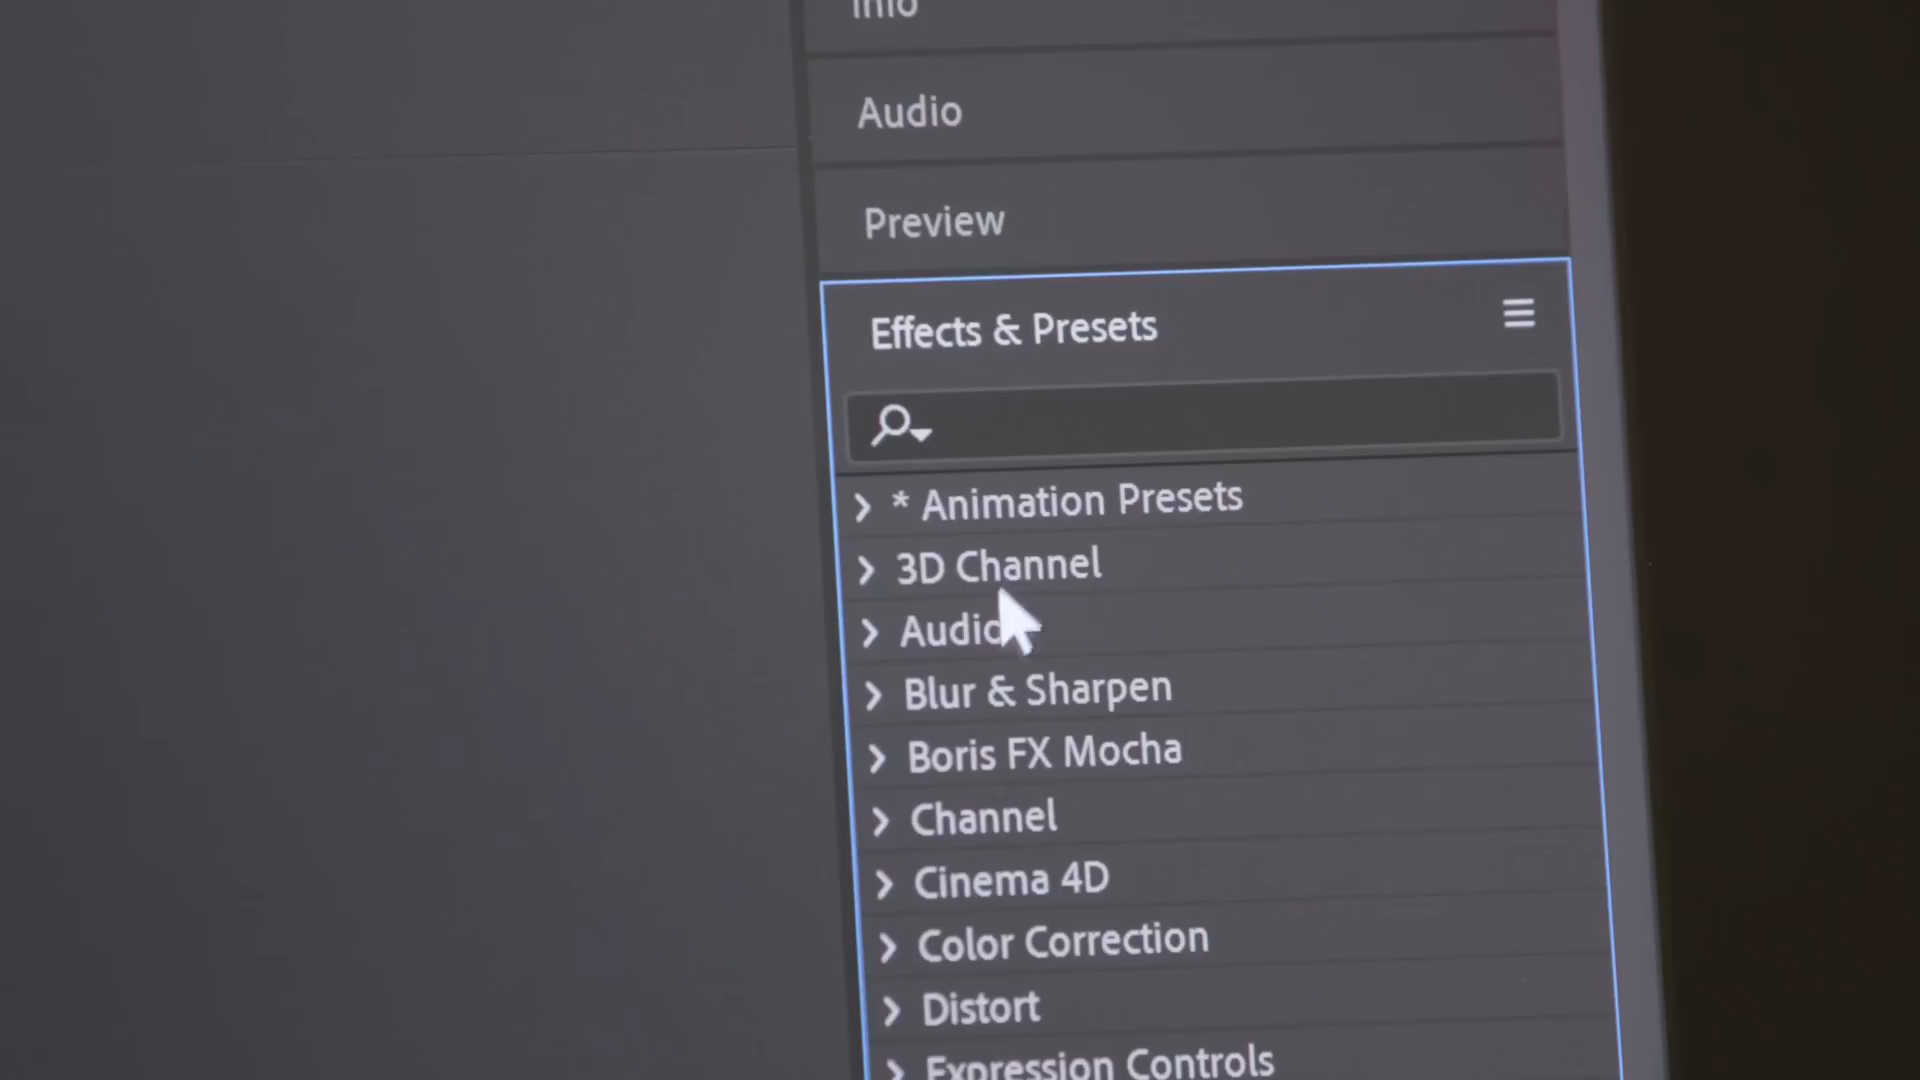 Info
Audio
Preview
Effects & Presets
* Animation Presets
3D Channel
Audio
Blur & Sharpen
Boris FX Mocha
Channel
Cinema 4D
Color Correction
Distort
Expression Controls